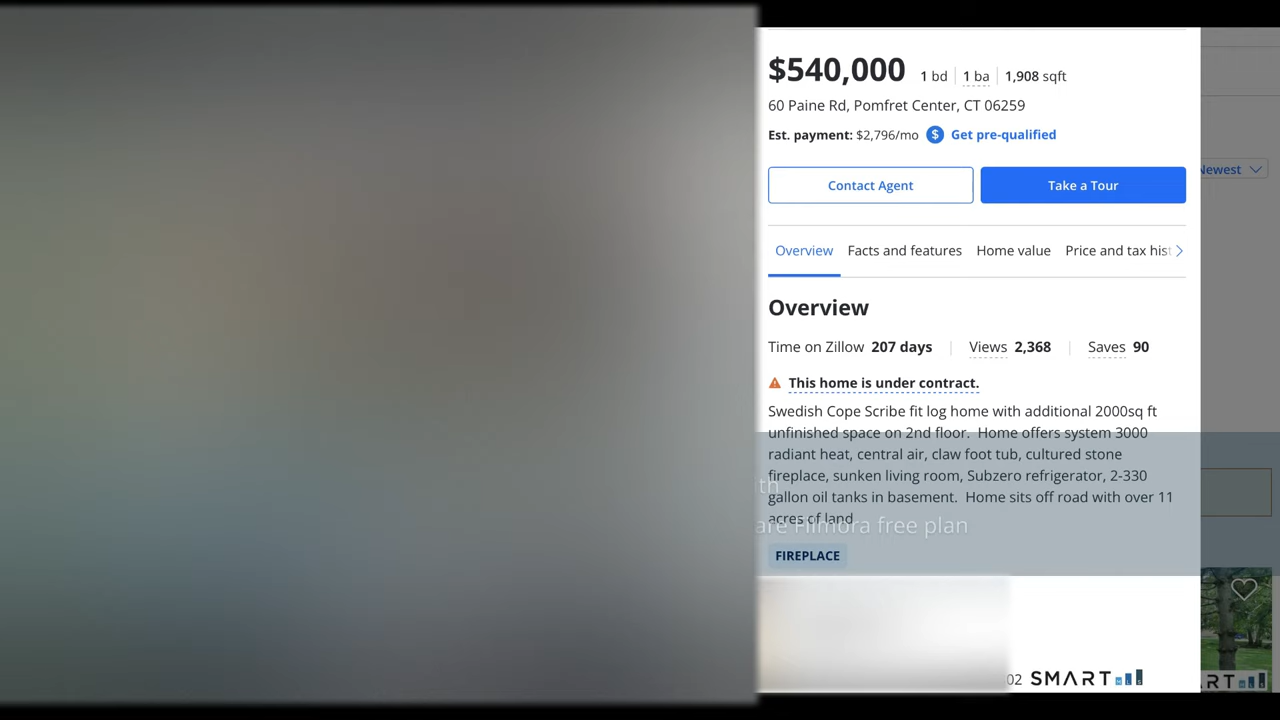 $540,000 1 bd 1 ba 1,908 sqft
60 Paine Rd, Pomfret Center, CT 06259
Est. payment: $2,796/mo $ Get pre-qualified
Contact Agent Take a Tour
Newest
Overview Facts and features Home value Price and tax hist
Overview
Time on Zillow 207 days Views 2,368 Saves 90
This home is under contract.
Swedish Cope Scribe fit log home with additional 2000sq ft
unfinished space on 2nd floor. Home offers system 3000
radiant heat, central air, claw foot tub, cultured stone
fireplace, sunken living room, Subzero refrigerator, 2-330
gallon oil tanks in basement. Home sits off road with over 11
acres of land
th
are Filmora free plan
FIREPLACE
02 SMART MLS
ART